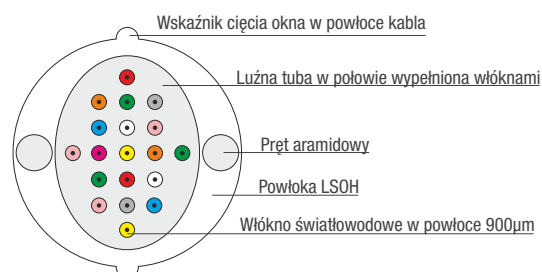 Wskaźnik cięcia okna w powłoce kabla
Luźna tuba w połowie wypełniona włóknami
Pręt aramidowy
Powłoka LSOH
Włókno światłowodowe w powłoce 900µm